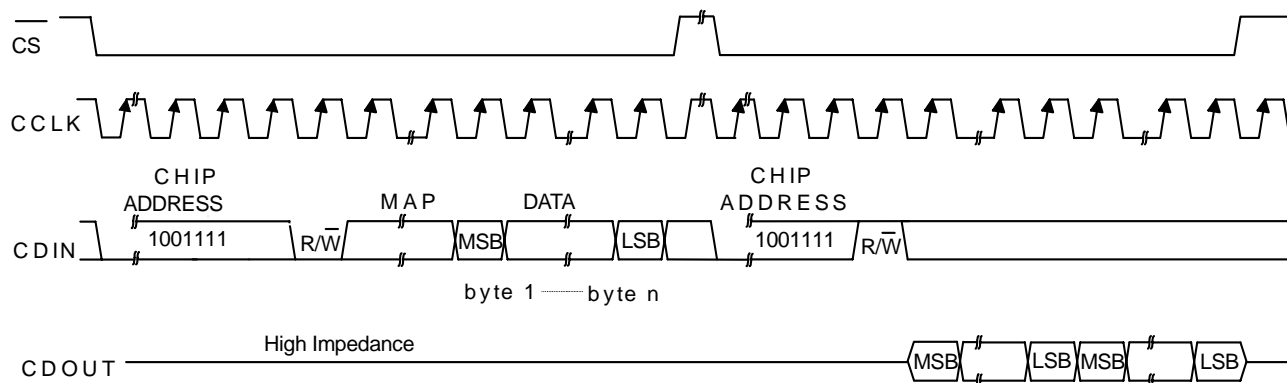 CS
CCLK
CHIP
ADDRESS
MAP
DATA
CHIP
ADDRESS
CDIN
1001111
R/W
MSB
LSB
1001111
R/W
byte 1
byte n
High Impedance
CDOUT
MSB
LSB
MSB
LSB